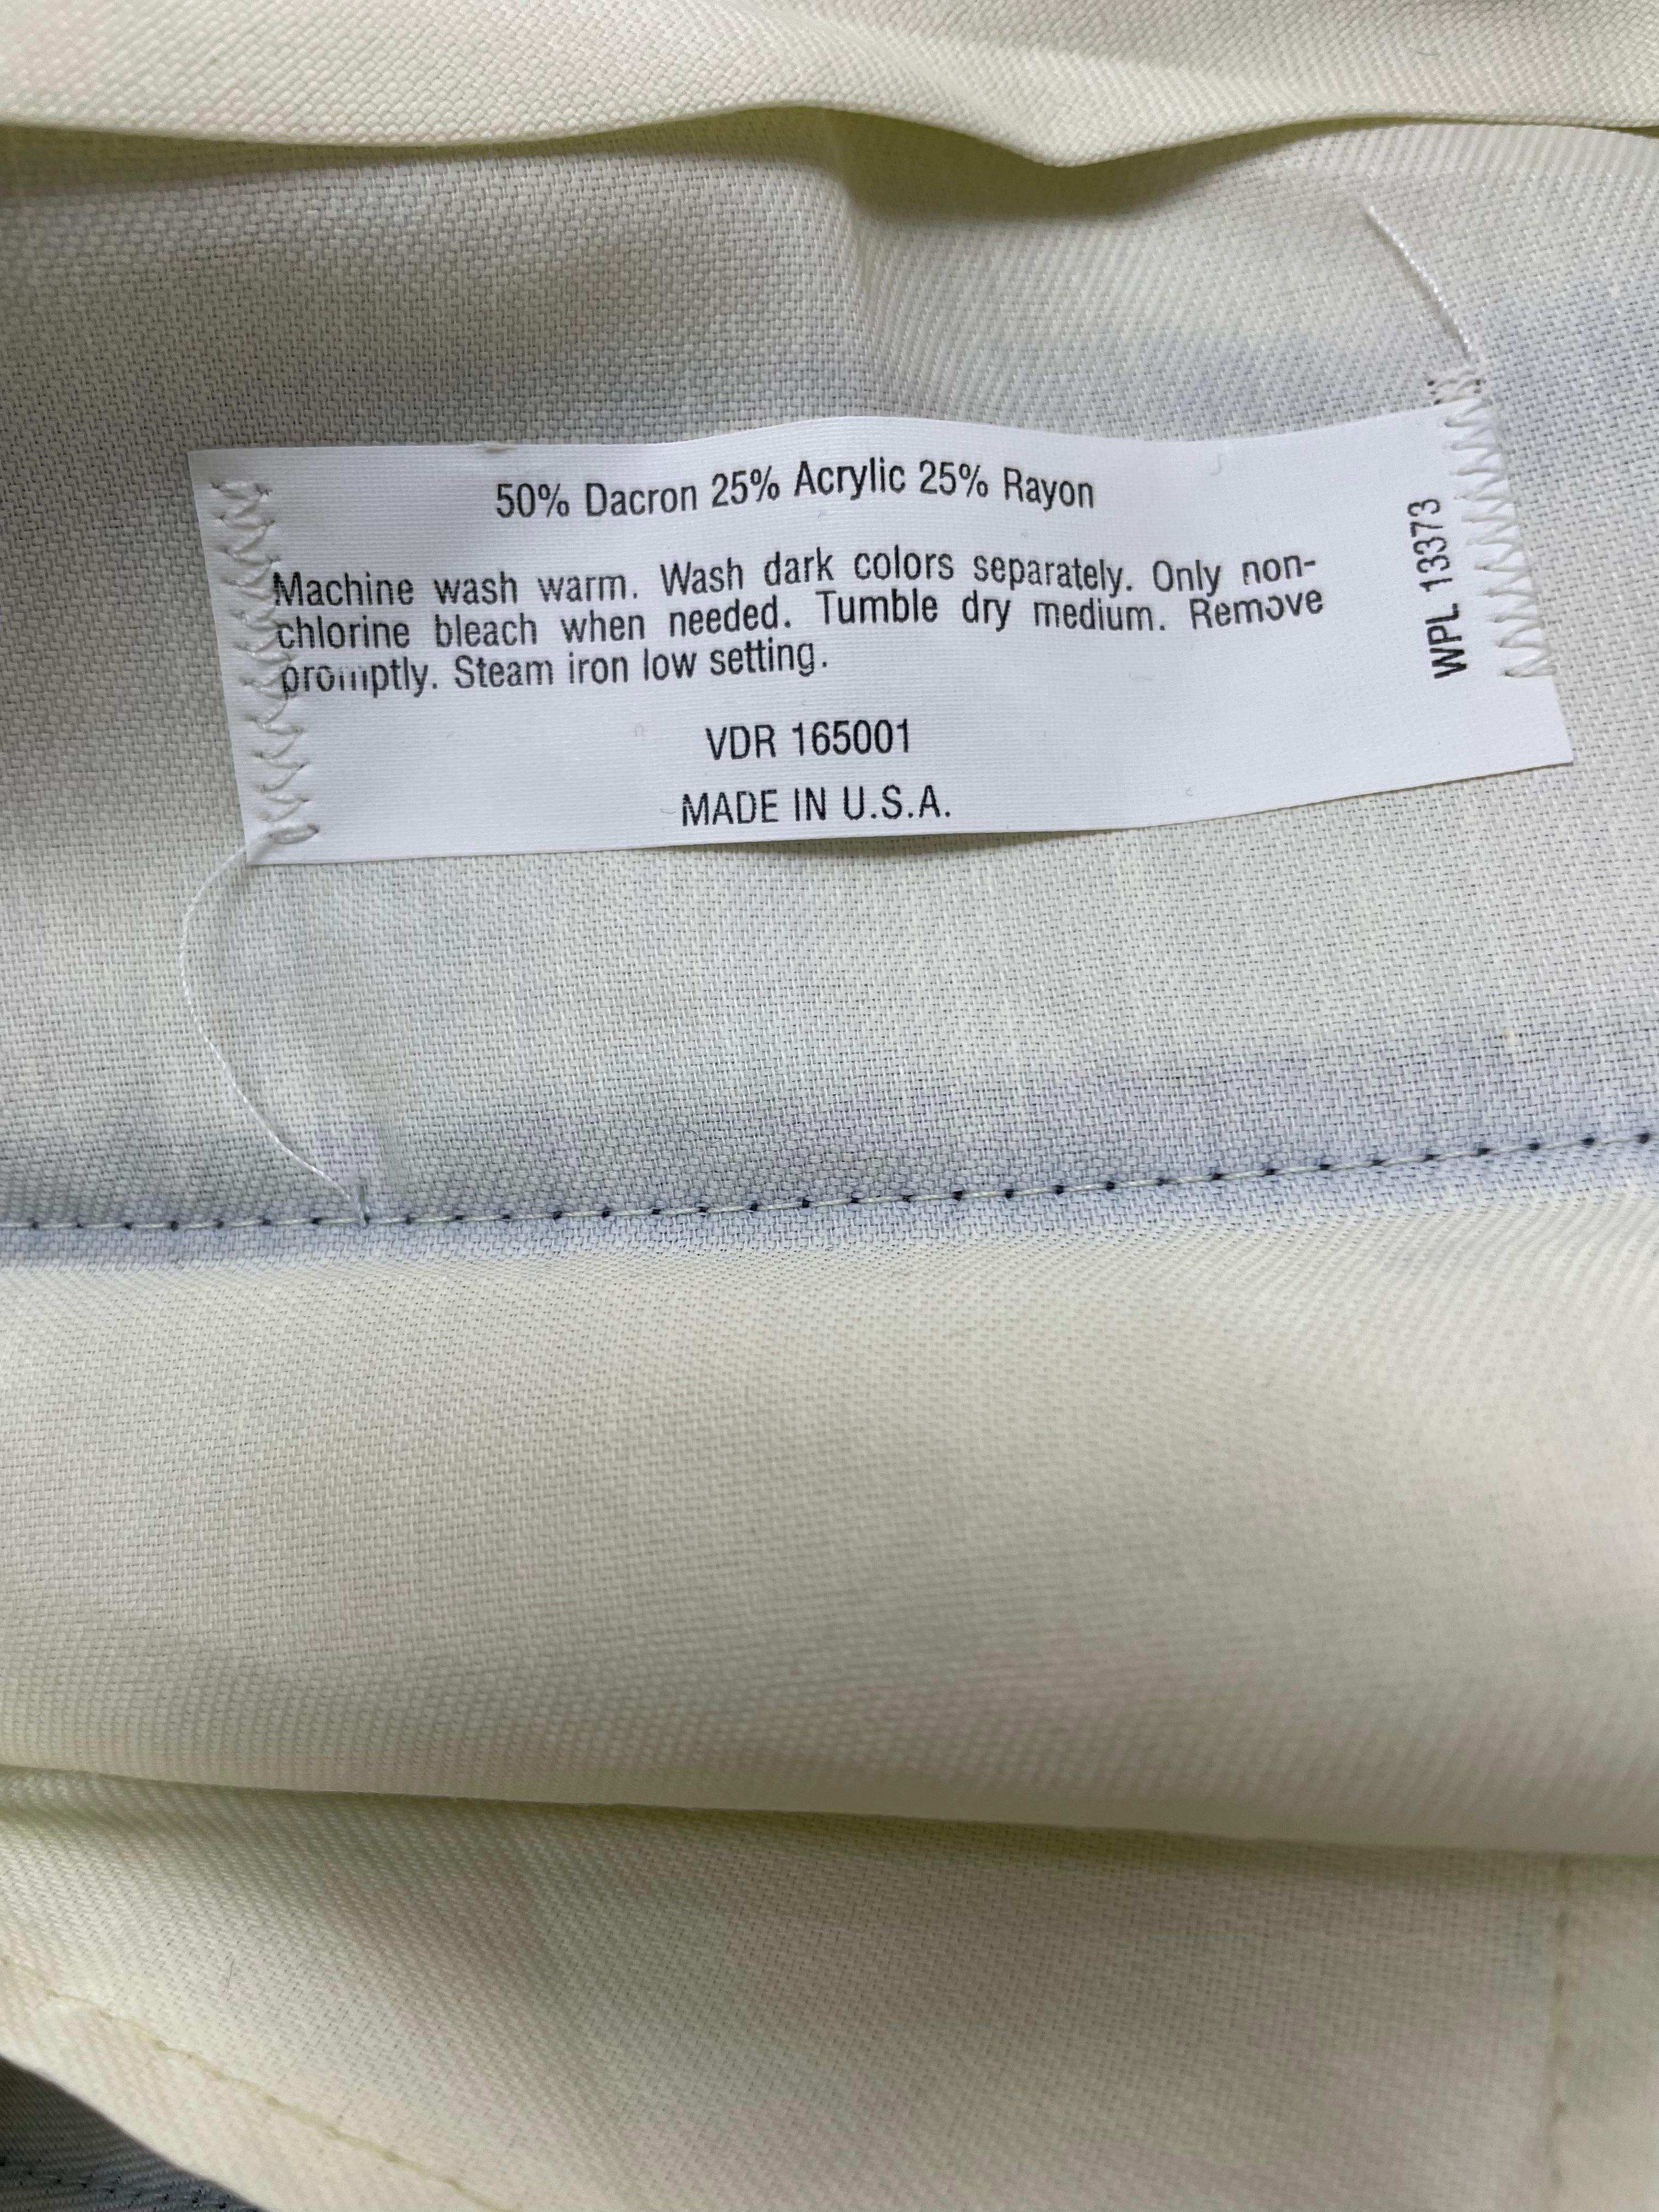 50% Dacron 25% Acrylic 25% Rayon
Machine wash warm. Wash dark colors separately. Only non-
chlorine bleach when needed. Tumble dry medium. Remove
promptly. Steam iron low setting.
VDR 165001
MADE IN U.S.A.
WPL 13373